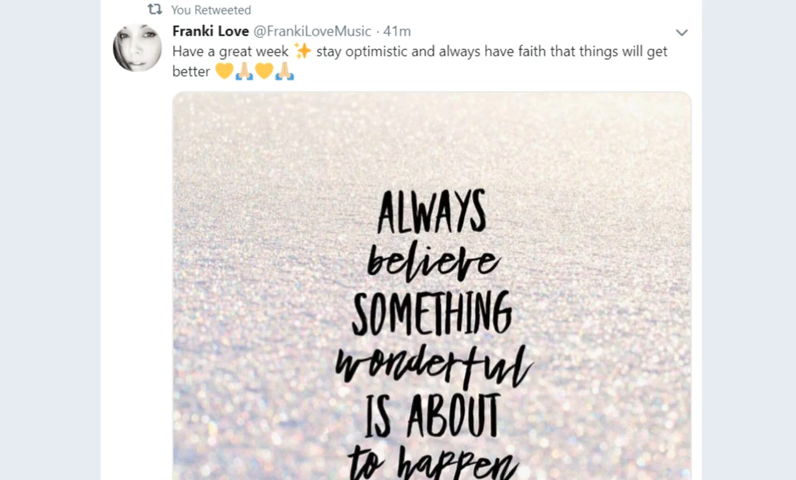 You Retweeted
Franki Love @FrankiLoveMusic · 41m
Have a great week ✨ stay optimistic and always have faith that things will get
better 💛🙏🏼💛🙏🏼
ALWAYS
believe
SOMETHING
wonderful
IS ABOUT
to happen